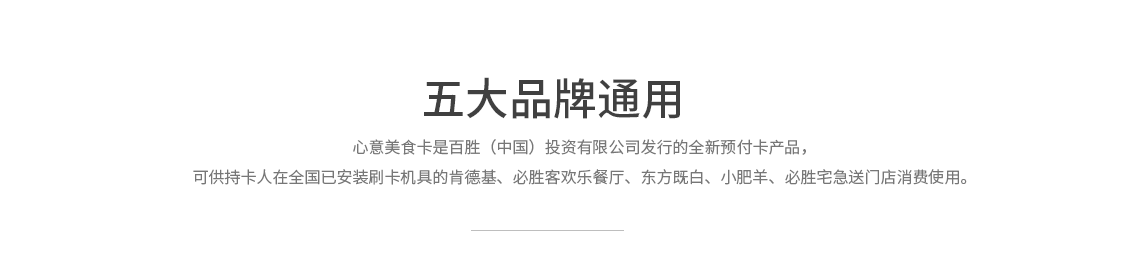 五大品牌通用
心意美食卡是百胜（中国）投资有限公司发行的全新预付卡产品，
可供持卡人在全国已安装刷卡机具的肯德基、必胜客欢乐餐厅、东方既白、小肥羊、必胜宅急送门店消费使用。